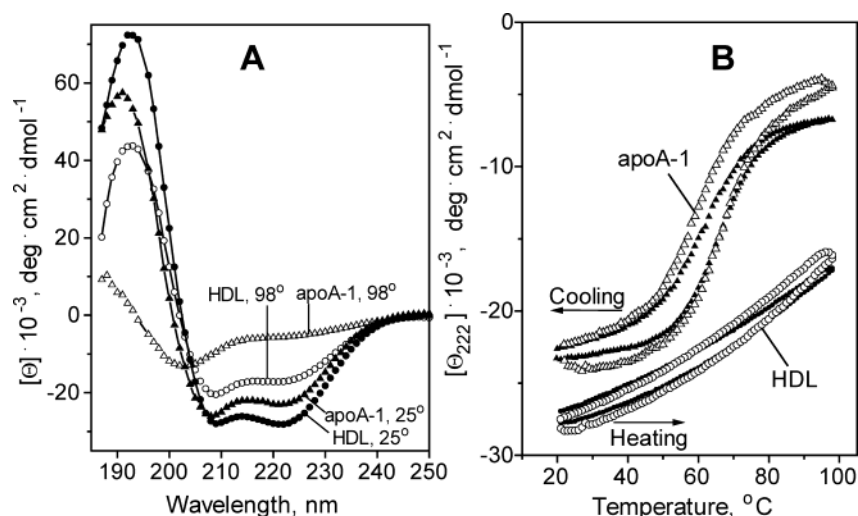 A
[Θ] · 10⁻³, deg · cm² · dmol⁻¹
60
40
20
0
-20
HDL, 98°
apoA-1, 98°
apoA-1, 25°
HDL, 25°
190 200 210 220 230 240 250
Wavelength, nm
B
[Θ₂₂₂] · 10⁻³, deg · cm² · dmol⁻¹
0
-10
-20
-30
apoA-1
Cooling
HDL
Heating
20 40 60 80 100
Temperature, °C